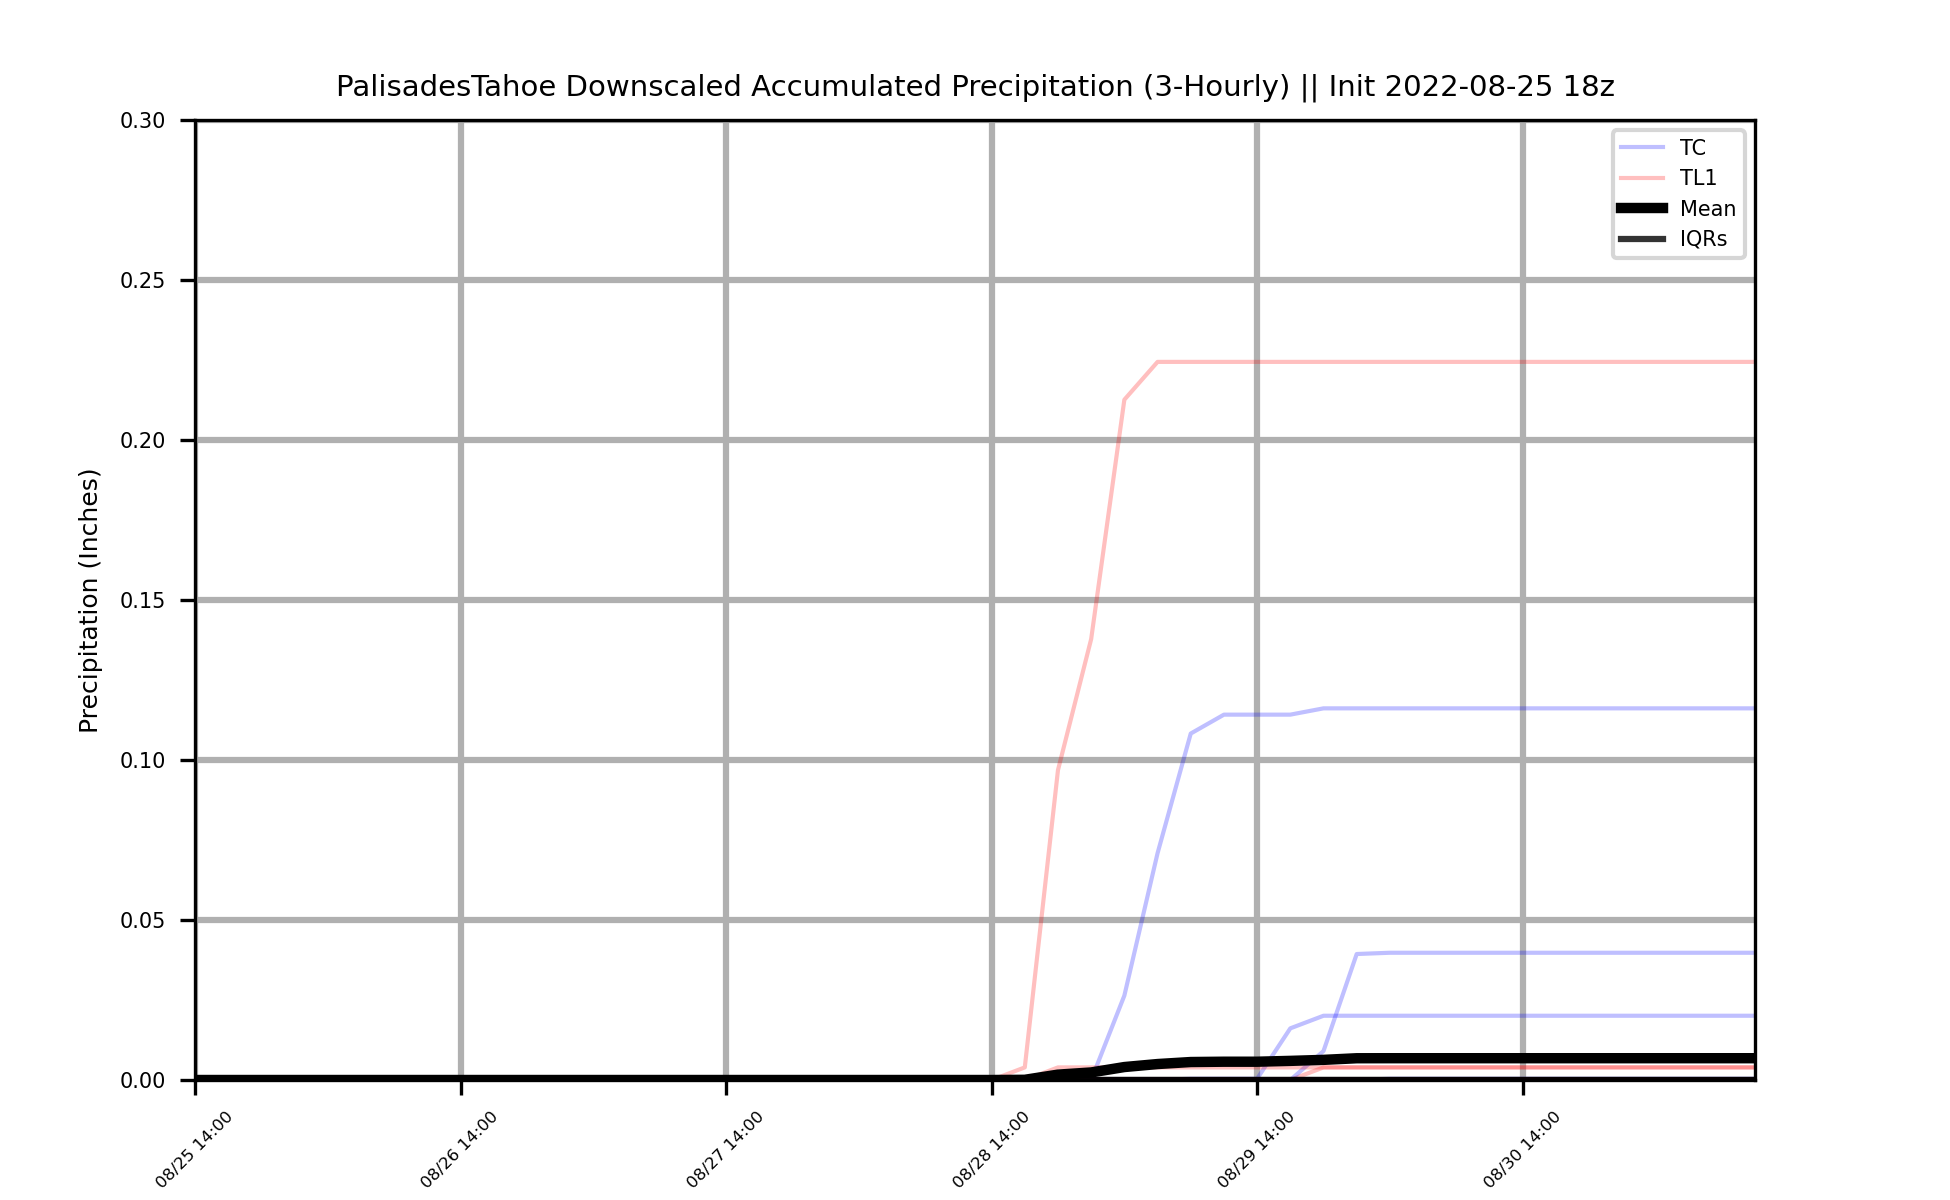 PalisadesTahoe Downscaled Accumulated Precipitation (3-Hourly) || Init 2022-08-25 18z
TC
TL1
Mean
IQRs
Precipitation (Inches)
0.30
0.25
0.20
0.15
0.10
0.05
0.00
08/25 14:00
08/26 14:00
08/27 14:00
08/28 14:00
08/29 14:00
08/30 14:00